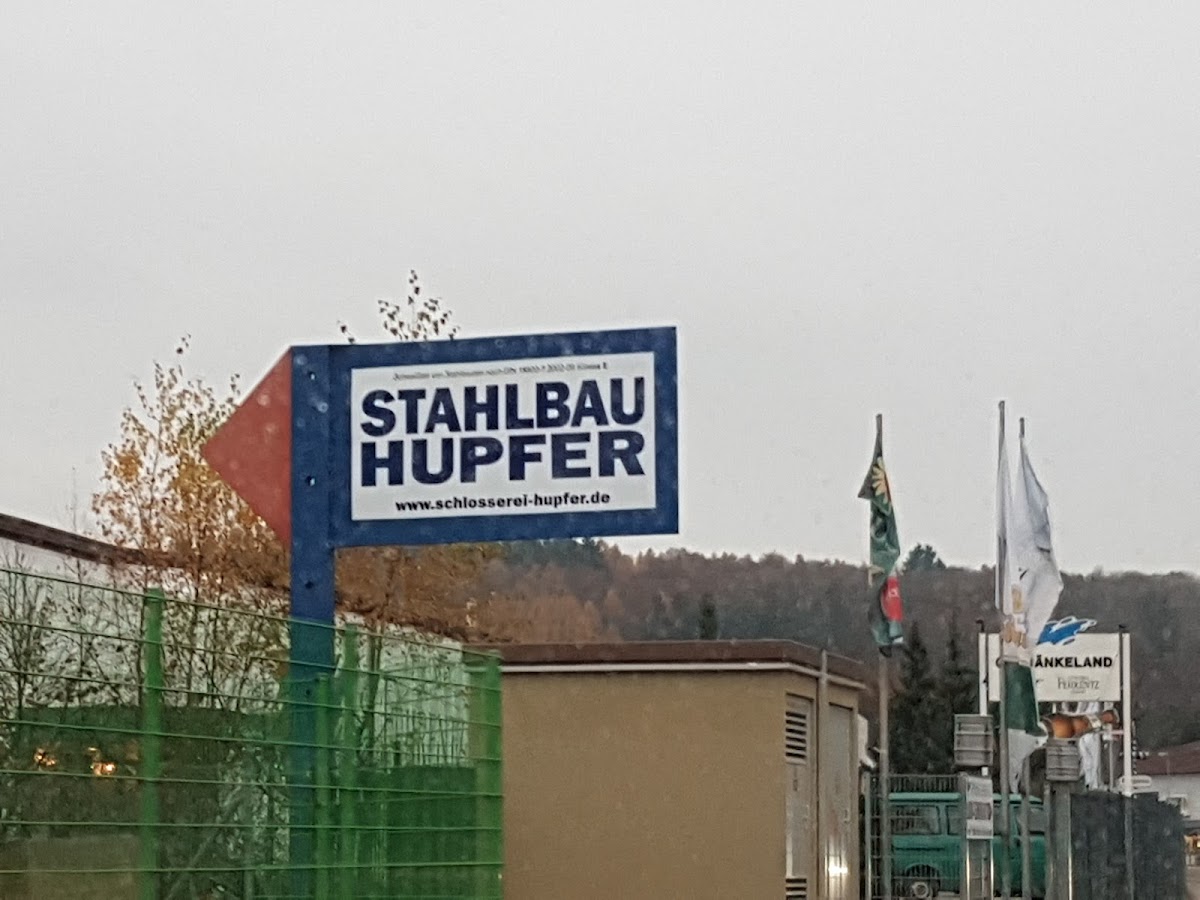 STAHLBAU
HUPFER
www.schlosserei-hupfer.de
ÄNKELAND